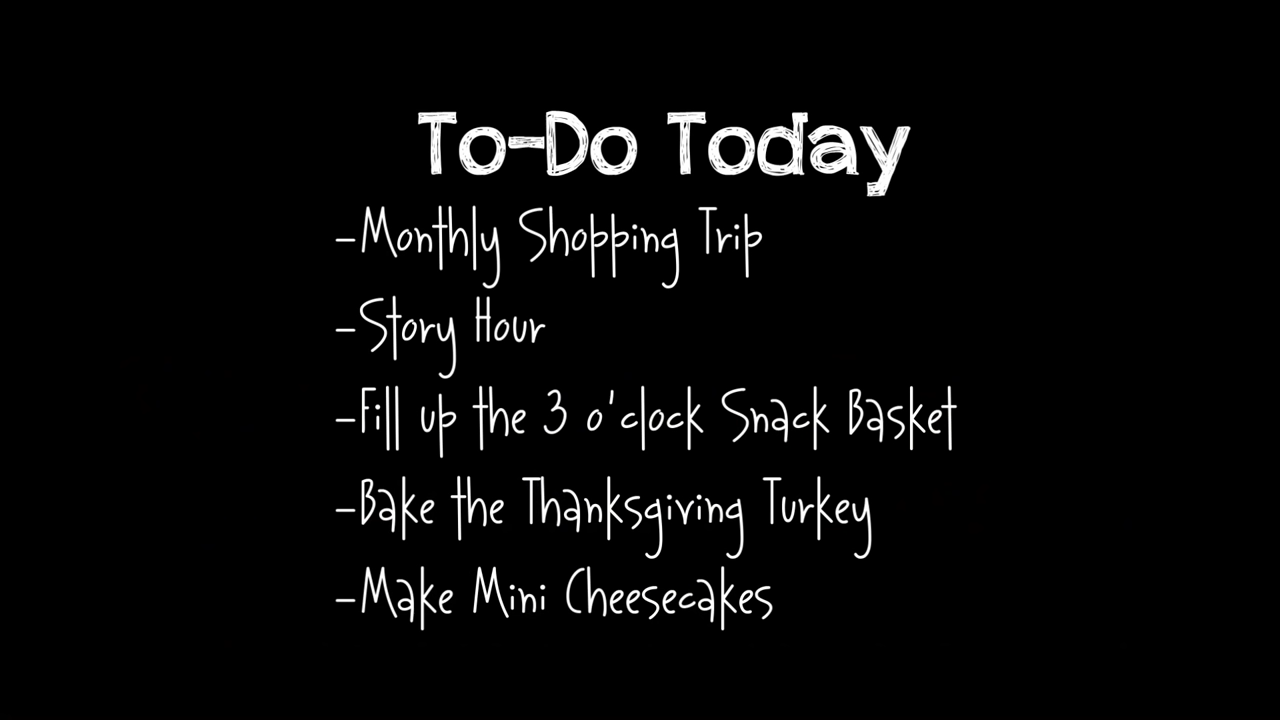 To-Do Today
-Monthly Shopping Trip
-Story Hour
-Fill up the 3 o'clock Snack Basket
-Bake the Thanksgiving Turkey
-Make Mini Cheesecakes